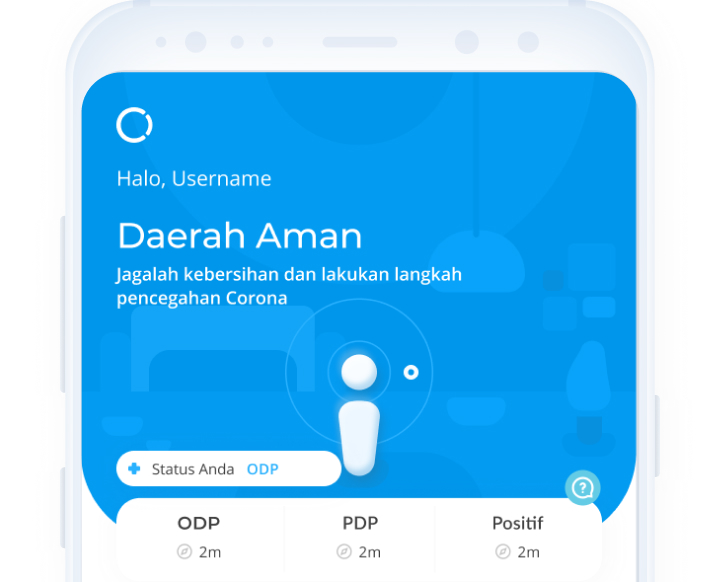 Halo, Username
Daerah Aman
Jagalah kebersihan dan lakukan langkah
pencegahan Corona
Status Anda ODP
ODP PDP Positif
2m 2m 2m